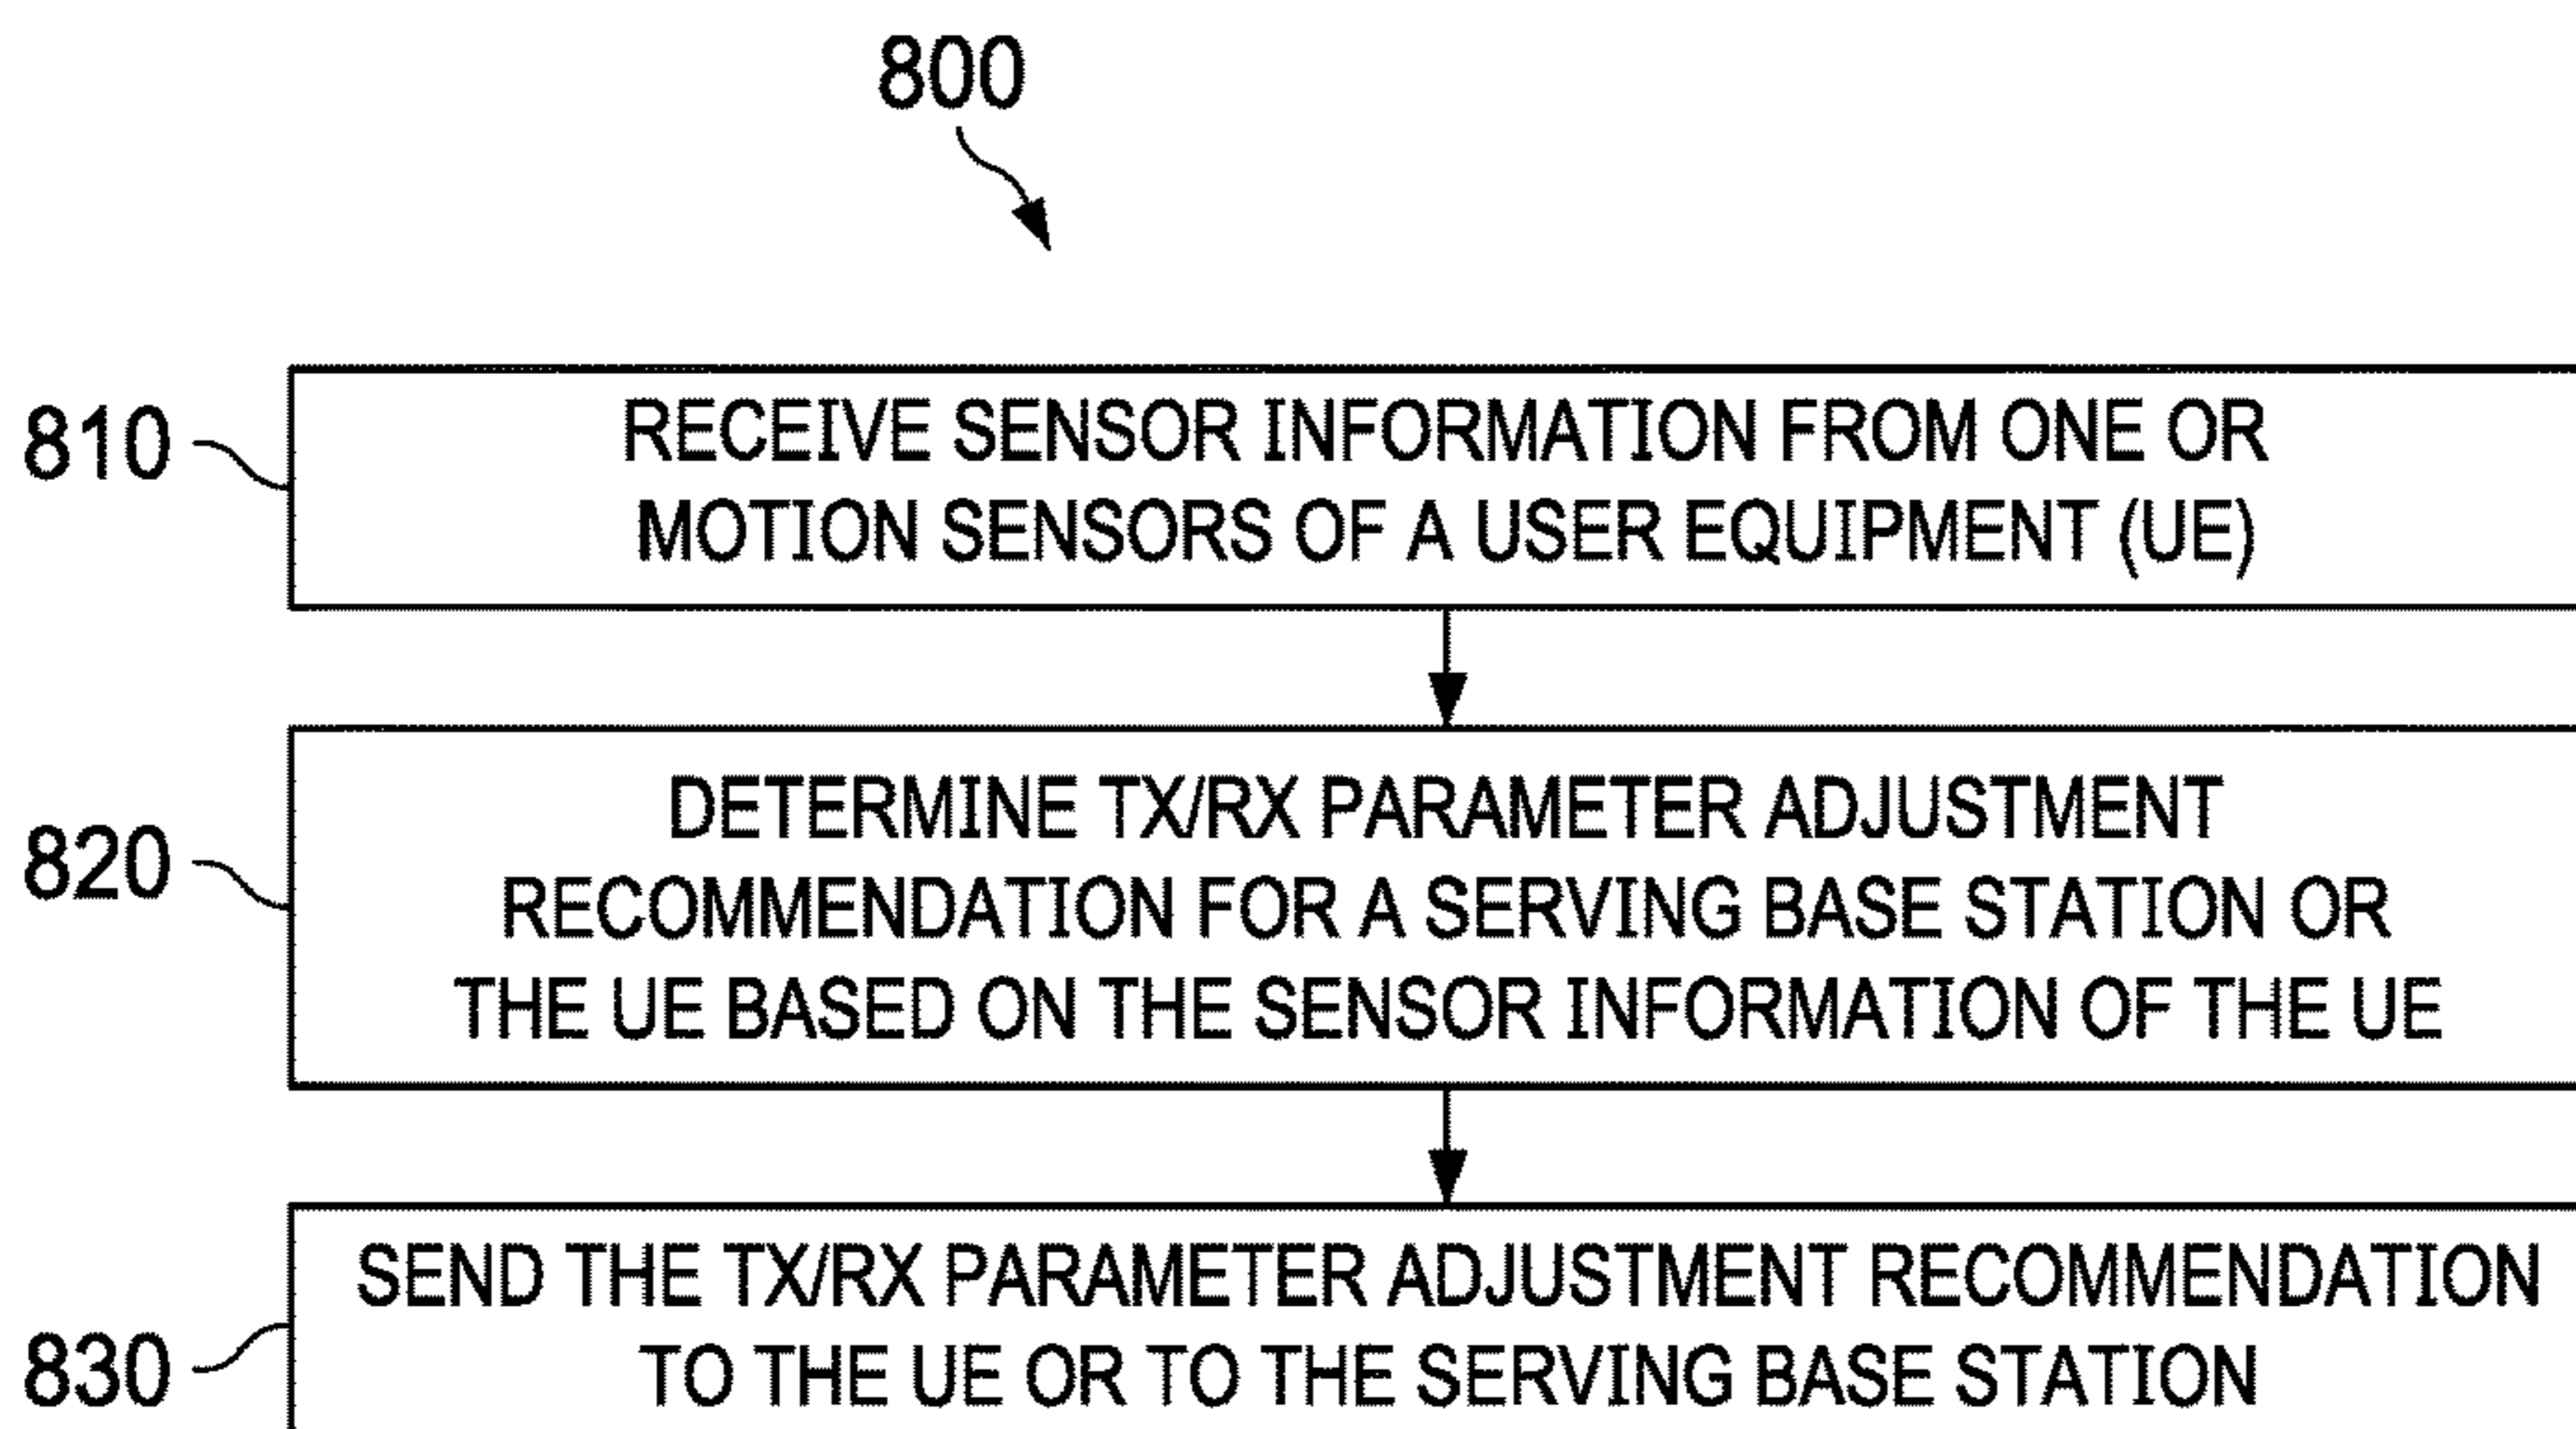 800
810
RECEIVE SENSOR INFORMATION FROM ONE OR
MOTION SENSORS OF A USER EQUIPMENT (UE)
820
DETERMINE TX/RX PARAMETER ADJUSTMENT
RECOMMENDATION FOR A SERVING BASE STATION OR
THE UE BASED ON THE SENSOR INFORMATION OF THE UE
830
SEND THE TX/RX PARAMETER ADJUSTMENT RECOMMENDATION
TO THE UE OR TO THE SERVING BASE STATION